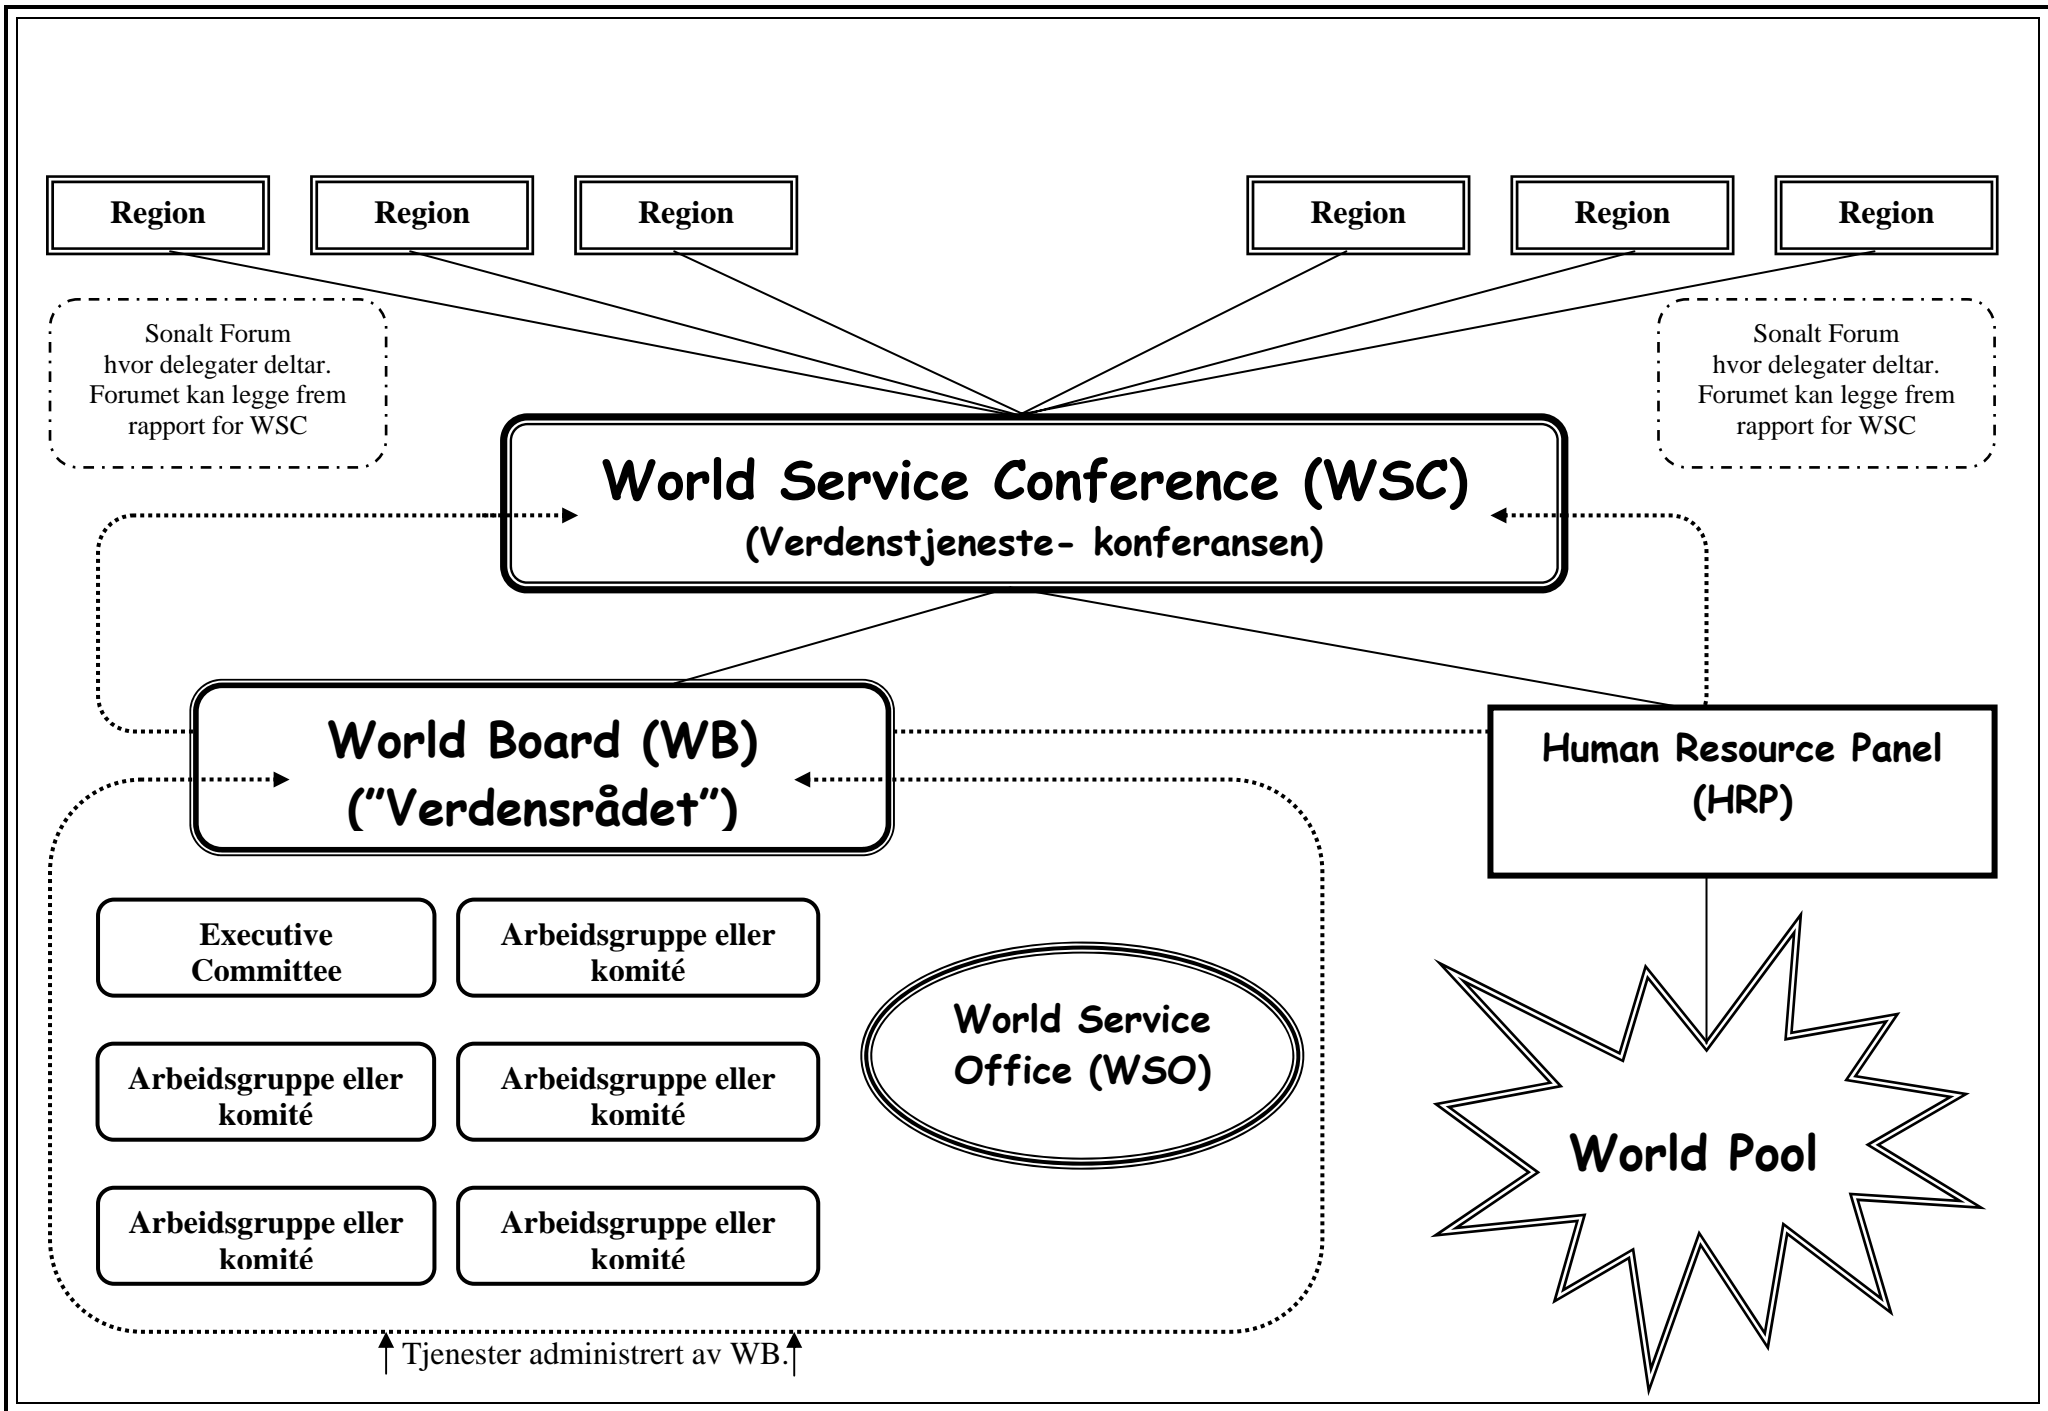 Region
Region
Region
Region
Region
Region
Sonalt Forum
hvor delegater deltar.
Forumet kan legge frem
rapport for WSC
Sonalt Forum
hvor delegater deltar.
Forumet kan legge frem
rapport for WSC
World Service Conference (WSC)
(Verdenstjeneste- konferansen)
World Board (WB)
(”Verdensrådet”)
Human Resource Panel
(HRP)
Executive
Committee
Arbeidsgruppe eller
komité
Arbeidsgruppe eller
komité
Arbeidsgruppe eller
komité
Arbeidsgruppe eller
komité
Arbeidsgruppe eller
komité
World Service
Office (WSO)
World Pool
Tjenester administrert av WB.